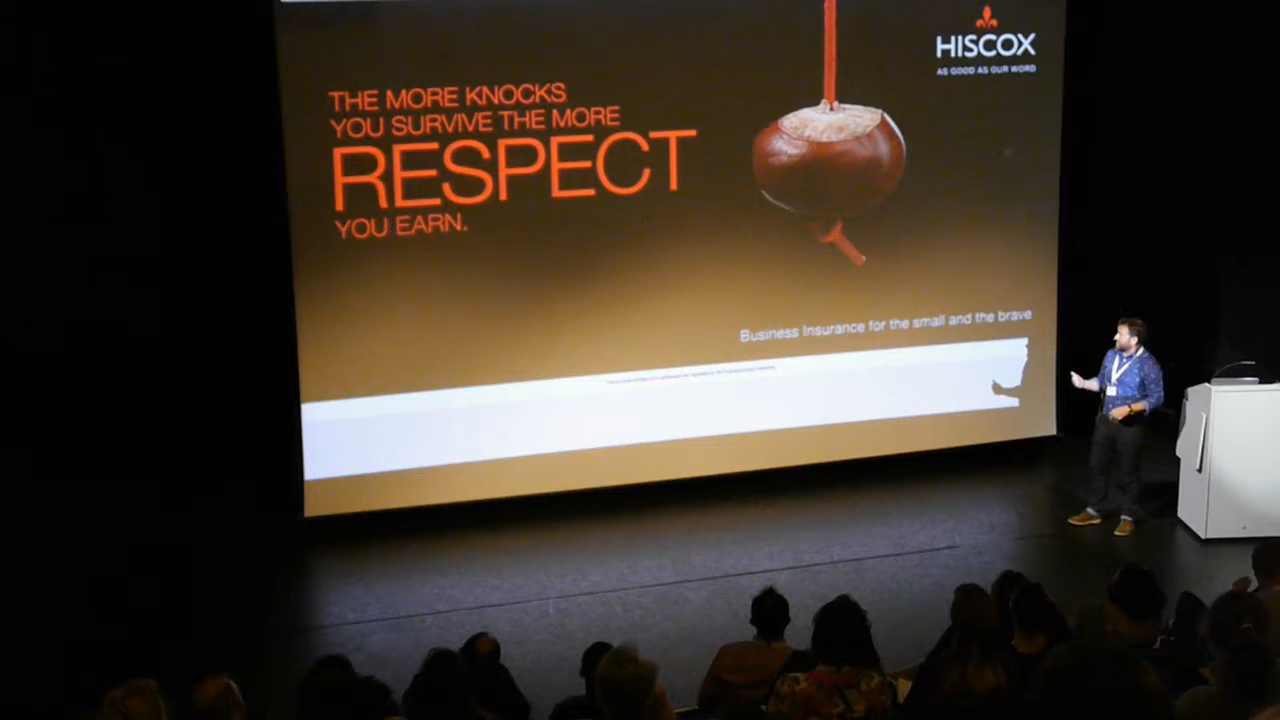 HISCOX
AS GOOD AS OUR WORD
THE MORE KNOCKS
YOU SURVIVE THE MORE
RESPECT
YOU EARN.
Business Insurance for the small and the brave